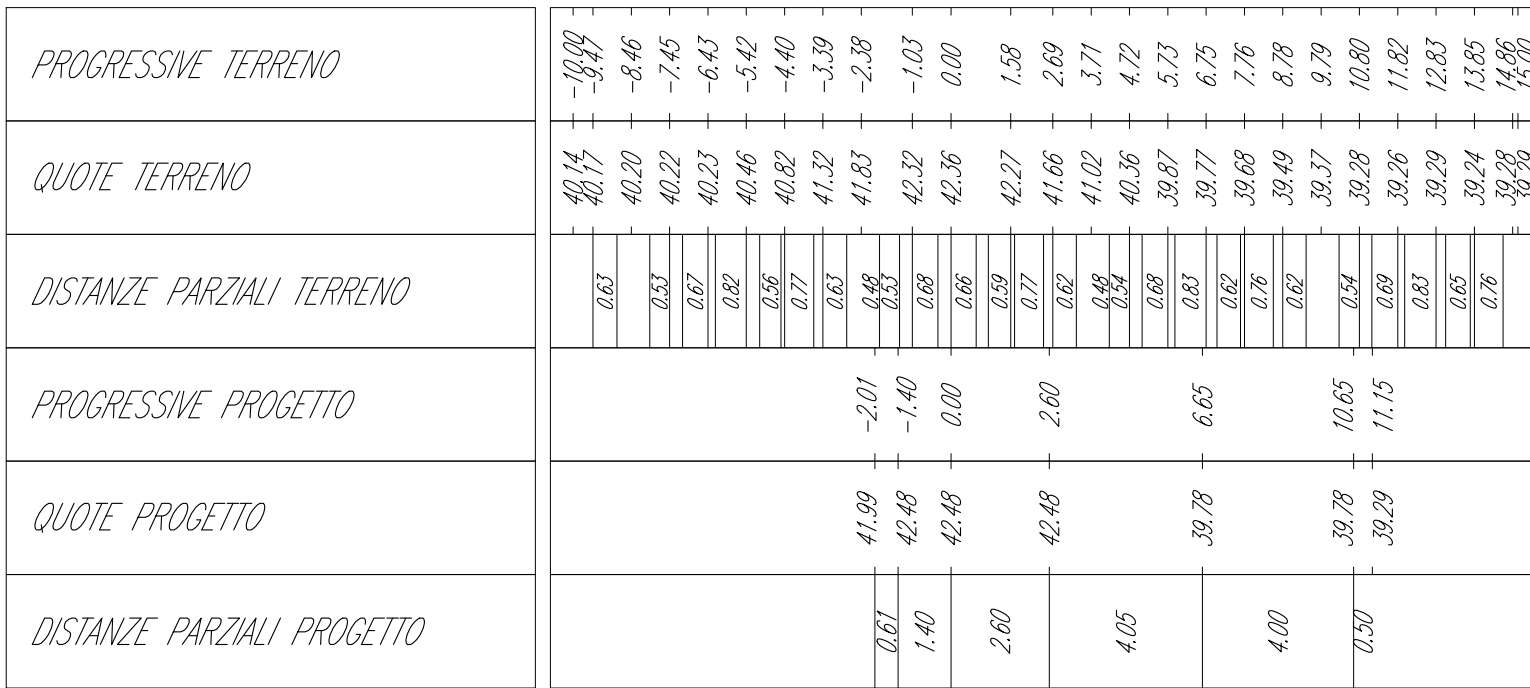 PROGRESSIVE TERRENO -10.00 -9.47 -8.46 -7.45 -6.43 -5.42 -4.40 -3.39 -2.38 -1.03 0.00 1.58 2.69 3.71 4.72 5.73 6.75 7.76 8.78 9.79 10.80 11.82 12.83 13.85 14.86 15.00
QUOTE TERRENO 40.14 40.17 40.20 40.22 40.23 40.46 40.82 41.32 41.83 42.32 42.36 42.27 41.66 41.02 40.36 39.87 39.77 39.68 39.49 39.37 39.28 39.26 39.29 39.24 39.28 39.29
DISTANZE PARZIALI TERRENO 0.63 0.53 0.67 0.82 0.56 0.77 0.63 0.48 0.53 0.68 0.66 0.59 0.77 0.62 0.48 0.54 0.68 0.83 0.62 0.76 0.62 0.54 0.69 0.83 0.65 0.76
PROGRESSIVE PROGETTO -2.01 -1.40 0.00 2.60 6.65 10.65 11.15
QUOTE PROGETTO 41.99 42.48 42.48 42.48 39.78 39.78 39.29
DISTANZE PARZIALI PROGETTO 0.61 1.40 2.60 4.05 4.00 0.50